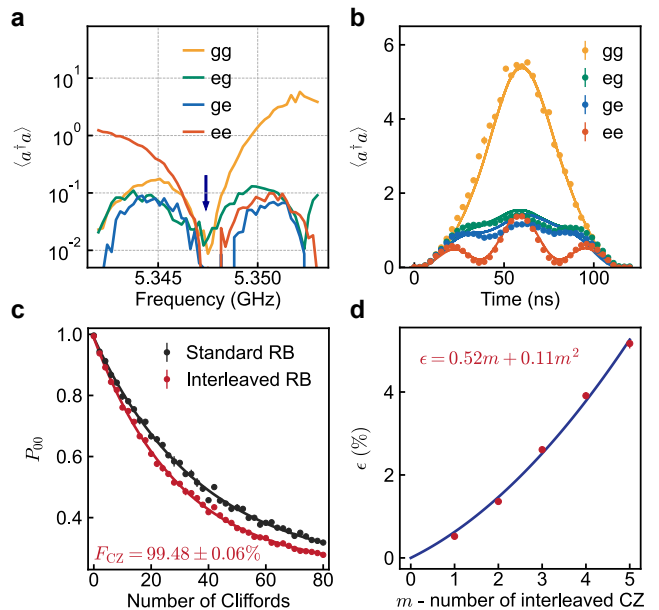 a
gg
eg
ge
ee
⟨a†a⟩
10¹
10⁰
10⁻¹
10⁻²
5.345
5.350
Frequency (GHz)
b
gg
eg
ge
ee
⟨a†a⟩
6
4
2
0
0
50
100
Time (ns)
c
Standard RB
Interleaved RB
P₀₀
1.0
0.8
0.6
0.4
F_CZ = 99.48 ± 0.06%
0
20
40
60
80
Number of Cliffords
d
ϵ = 0.52m + 0.11m²
ϵ (%)
4
2
0
0
1
2
3
4
5
m - number of interleaved CZ